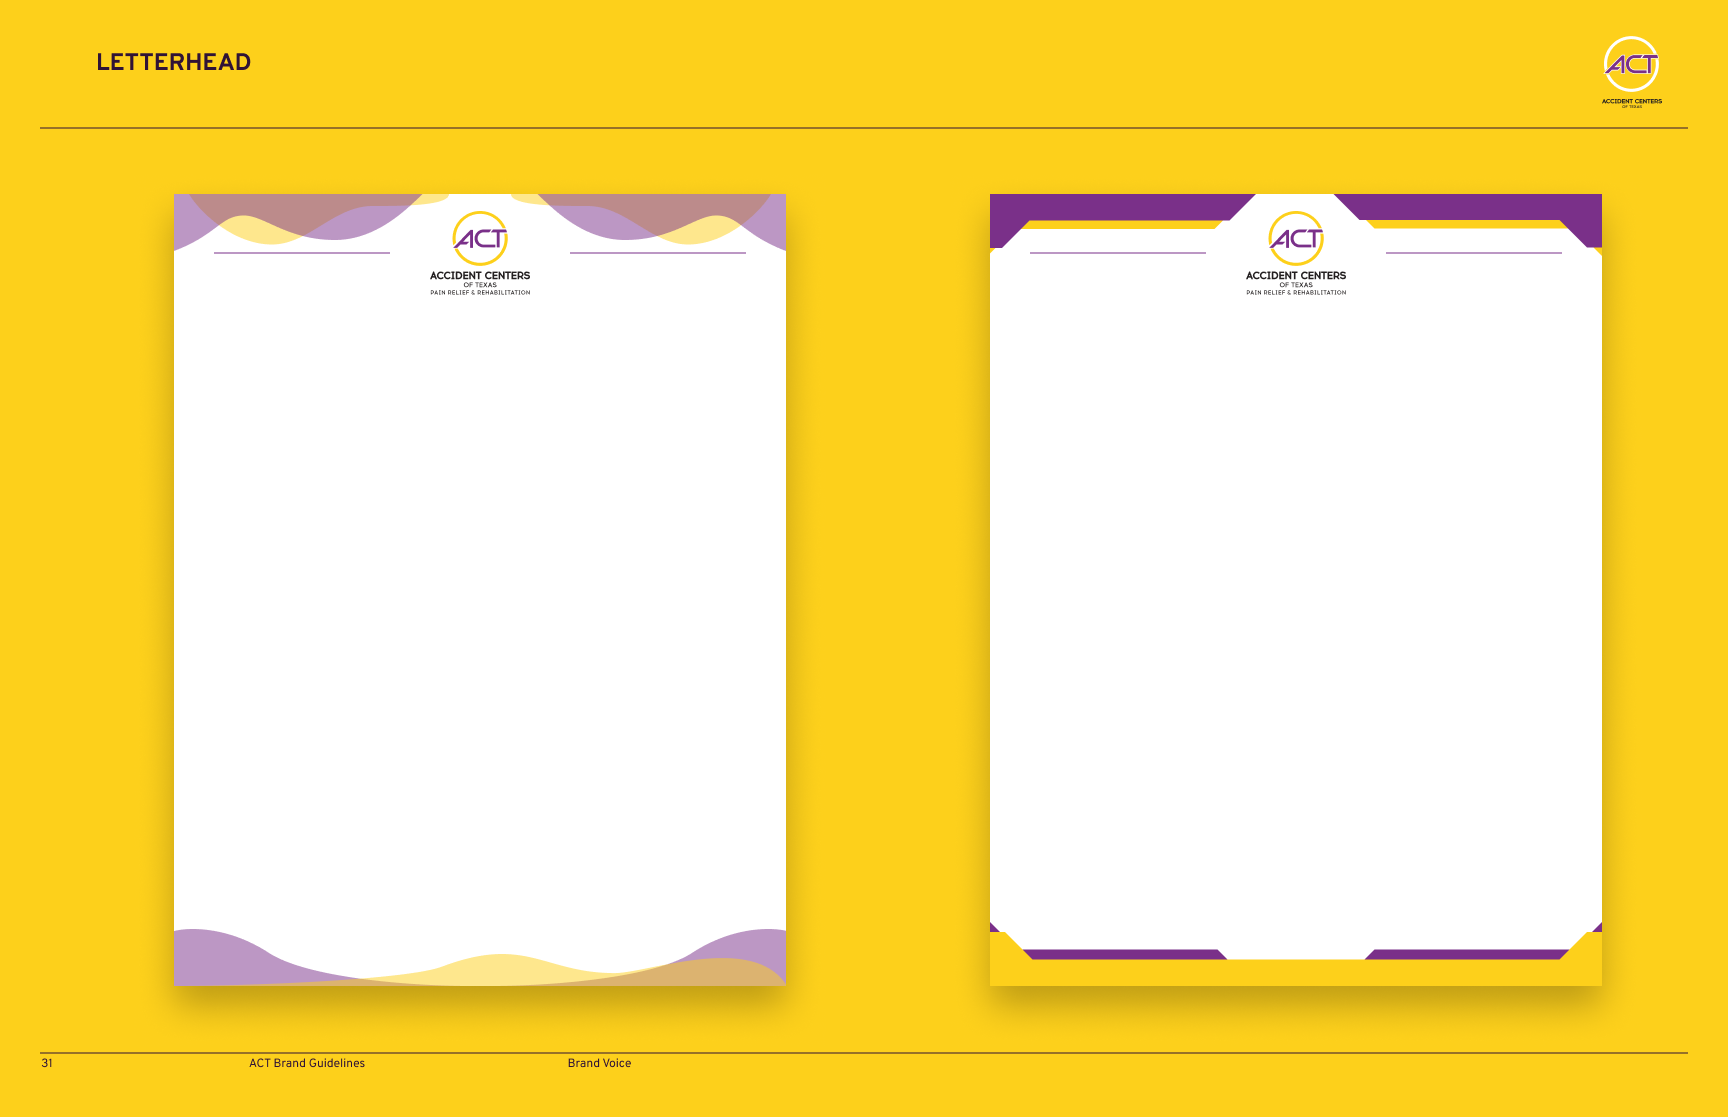 LETTERHEAD
ACT
ACCIDENT CENTERS
OF TEXAS
ACT
ACCIDENT CENTERS
OF TEXAS
PAIN RELIEF & REHABILITATION
ACT
ACCIDENT CENTERS
OF TEXAS
PAIN RELIEF & REHABILITATION
31 ACT Brand Guidelines Brand Voice